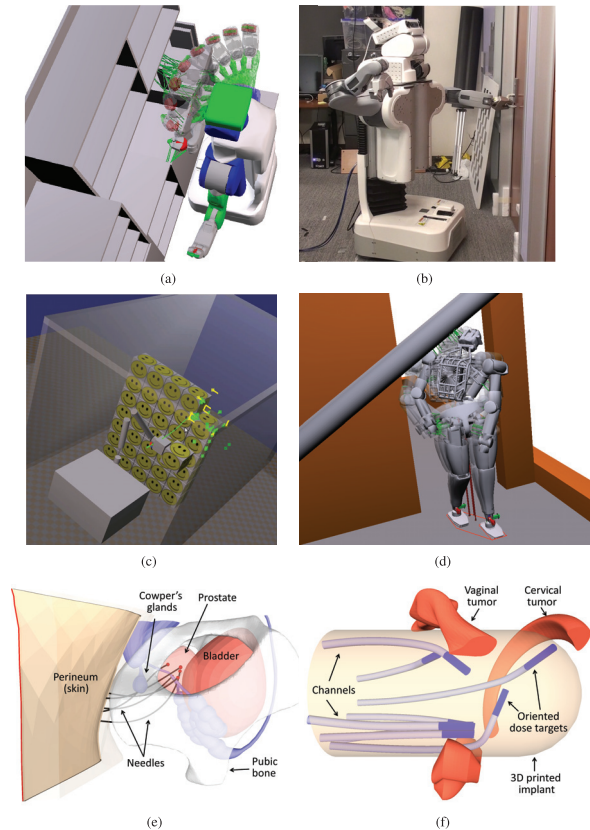 (a)
(b)
(c)
(d)
Cowper's
glands
Prostate
Bladder
Perineum
(skin)
Needles
Pubic
bone
(e)
Vaginal
tumor
Cervical
tumor
Channels
Oriented
dose targets
3D printed
implant
(f)